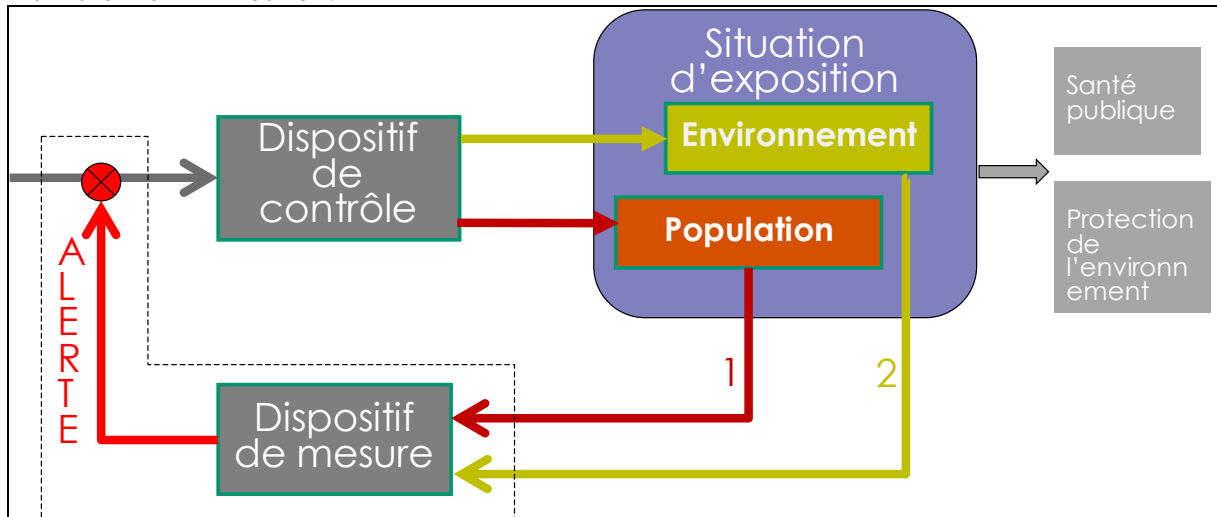 Situation
d'exposition
Santé
publique
Dispositif
de
contrôle
Environnement
Population
Protection
de
l'environn
ement
A
L
E
R
T
E
1
2
Dispositif
de mesure